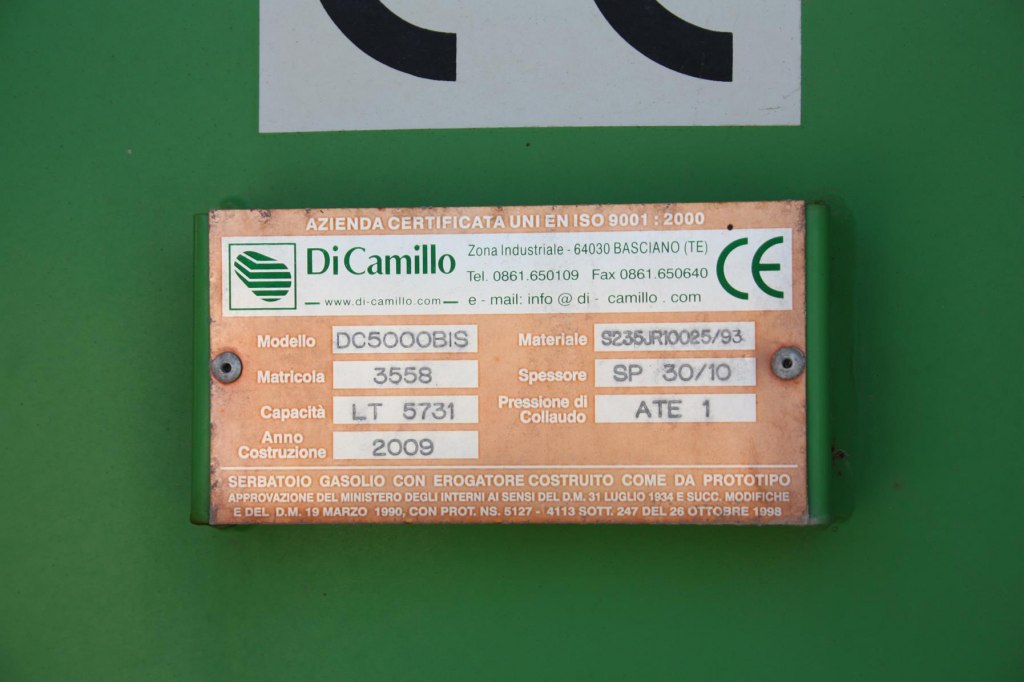 AZIENDA CERTIFICATA UNI EN ISO 9001 : 2000
Di Camillo
www.di-camillo.com
Zona Industriale - 64030 BASCIANO (TE)
Tel. 0861.650109 Fax 0861.650640
e - mail: info @ di - camillo . com
CE
Modello DC5000BIS
Matricola 3558
Capacità LT 5731
Anno Costruzione 2009
Materiale S235JR10025/93
Spessore SP 30/10
Pressione di Collaudo ATE 1
SERBATOIO GASOLIO CON EROGATORE COSTRUITO COME DA PROTOTIPO
APPROVAZIONE DEL MINISTERO DEGLI INTERNI AI SENSI DEL D.M. 31 LUGLIO 1934 E SUCC. MODIFICHE
E DEL D.M. 19 MARZO 1990, CON PROT. NS. 5127 - 4113 SOTT. 247 DEL 26 OTTOBRE 1998